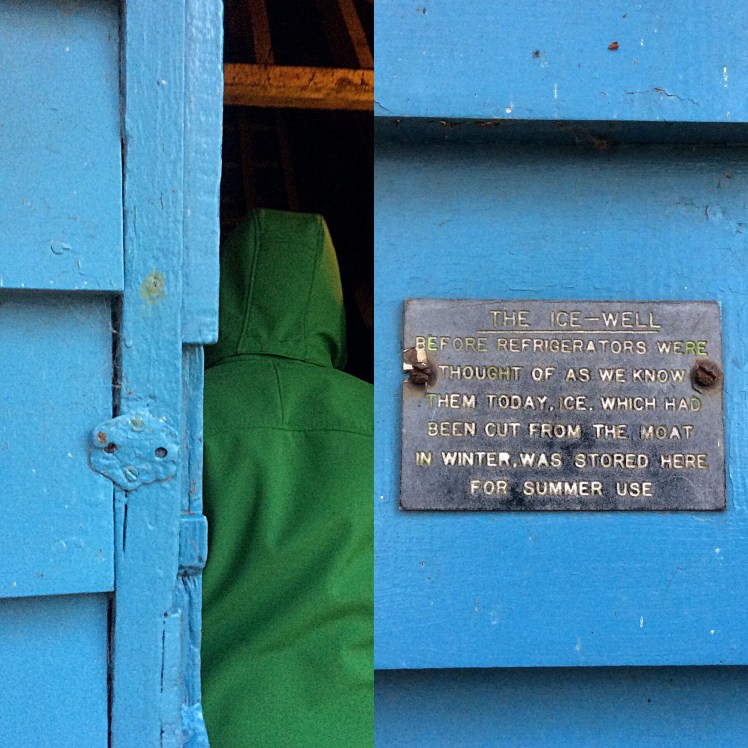 THE ICE-WELL
BEFORE REFRIGERATORS WERE
THOUGHT OF AS WE KNOW
THEM TODAY, ICE, WHICH HAD
BEEN CUT FROM THE MOAT
IN WINTER, WAS STORED HERE
FOR SUMMER USE